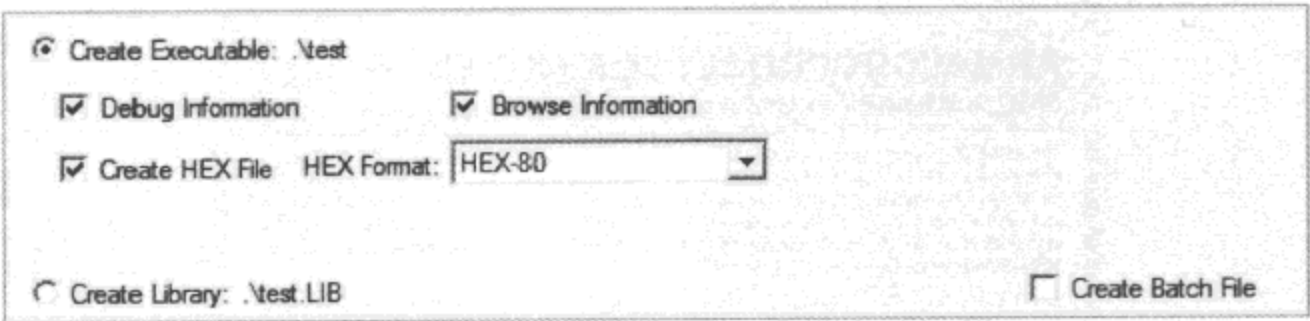 Create Executable: .\test
Debug Information Browse Information
Create HEX File HEX Format: HEX-80
Create Library: .\test.LIB Create Batch File